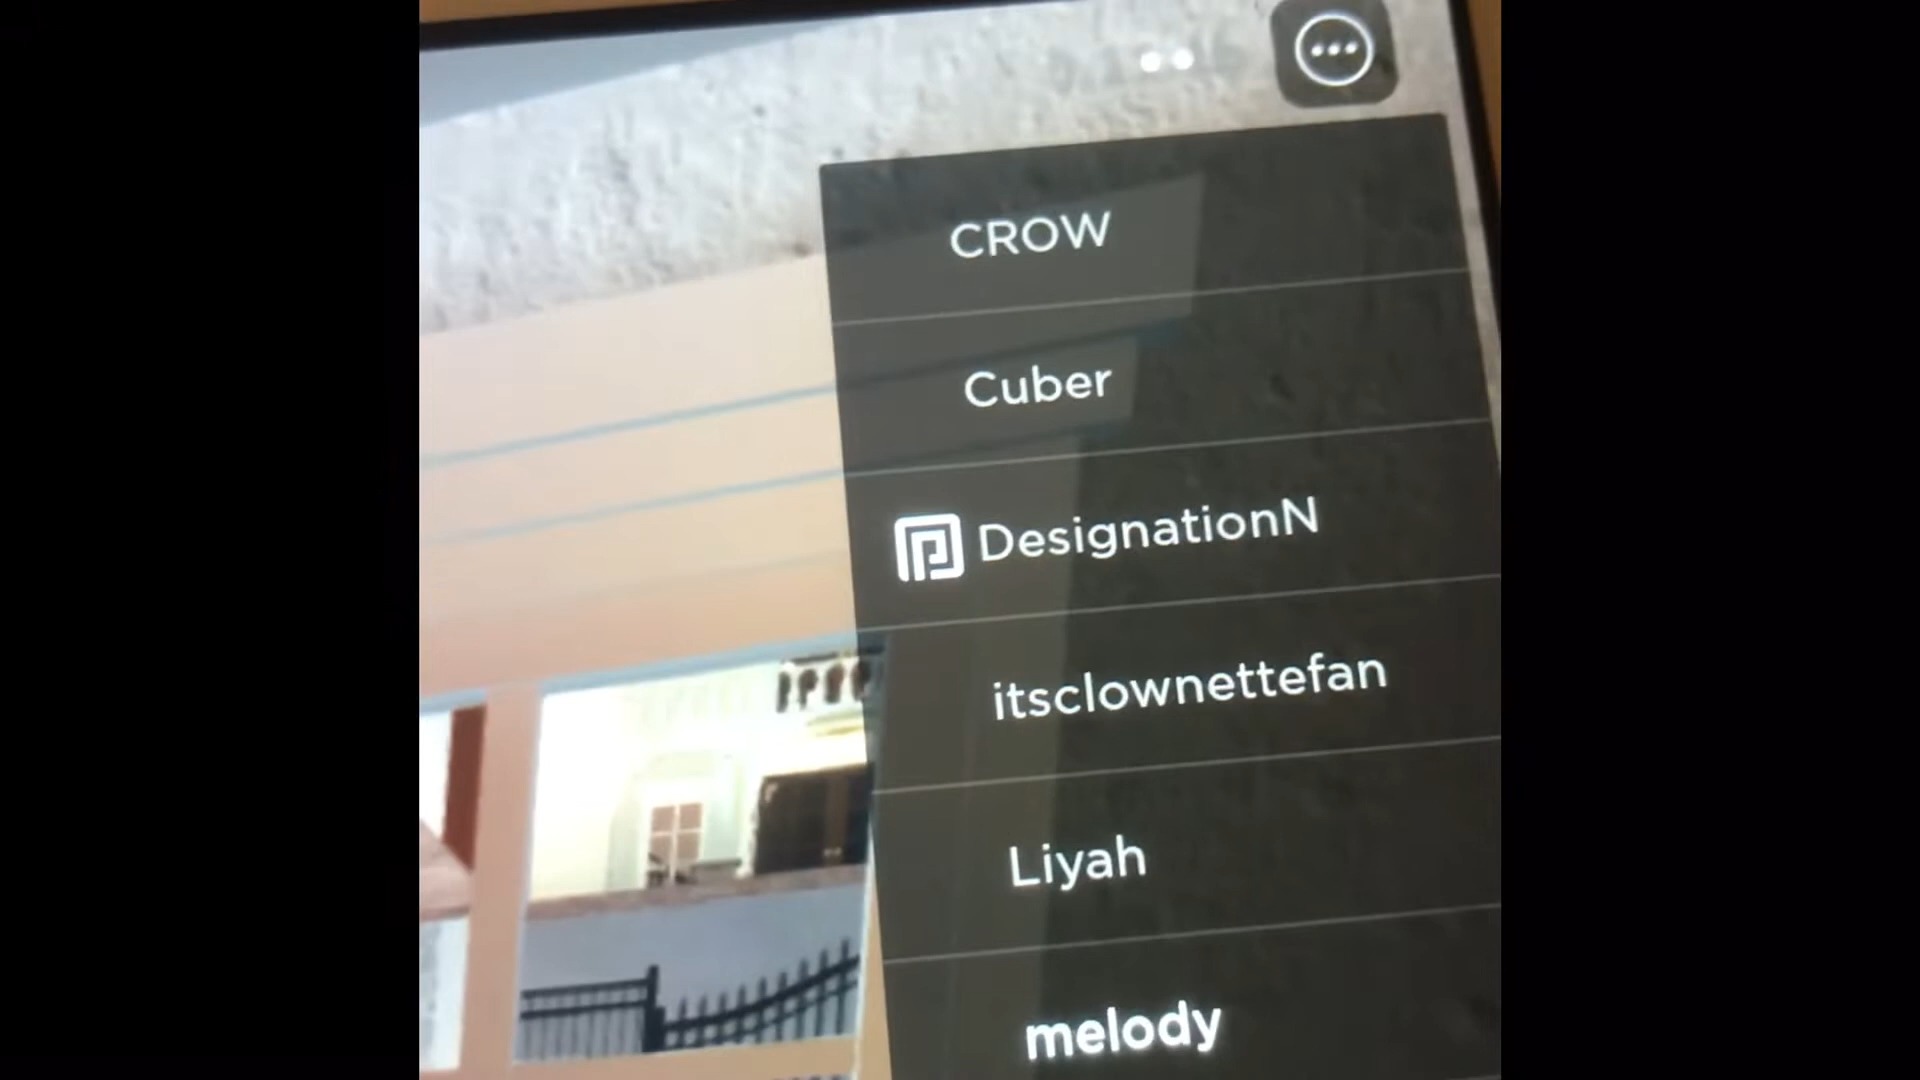 CROW
Cuber
DesignationN
itsclownettefan
Liyah
melody